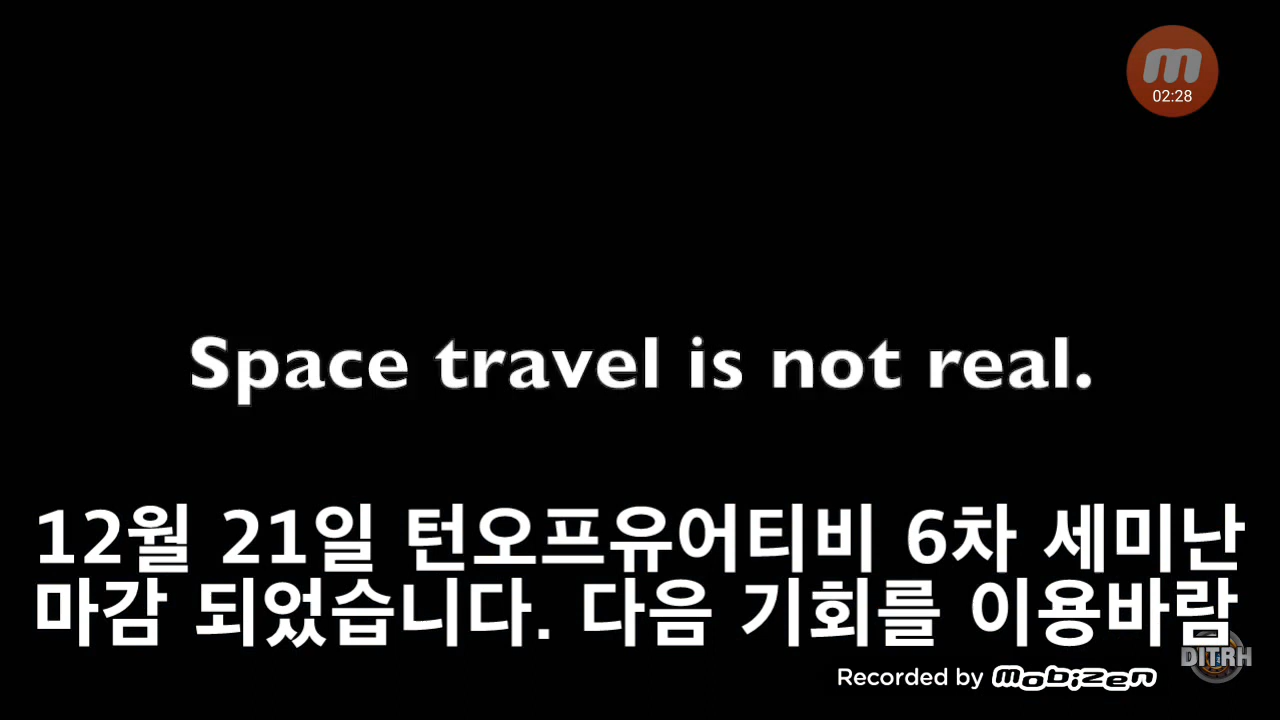 m
02:28
Space travel is not real.
12월 21일 턴오프유어티비 6차 세미난
마감 되었습니다. 다음 기회를 이용바람
DITRH
Recorded by mobizen